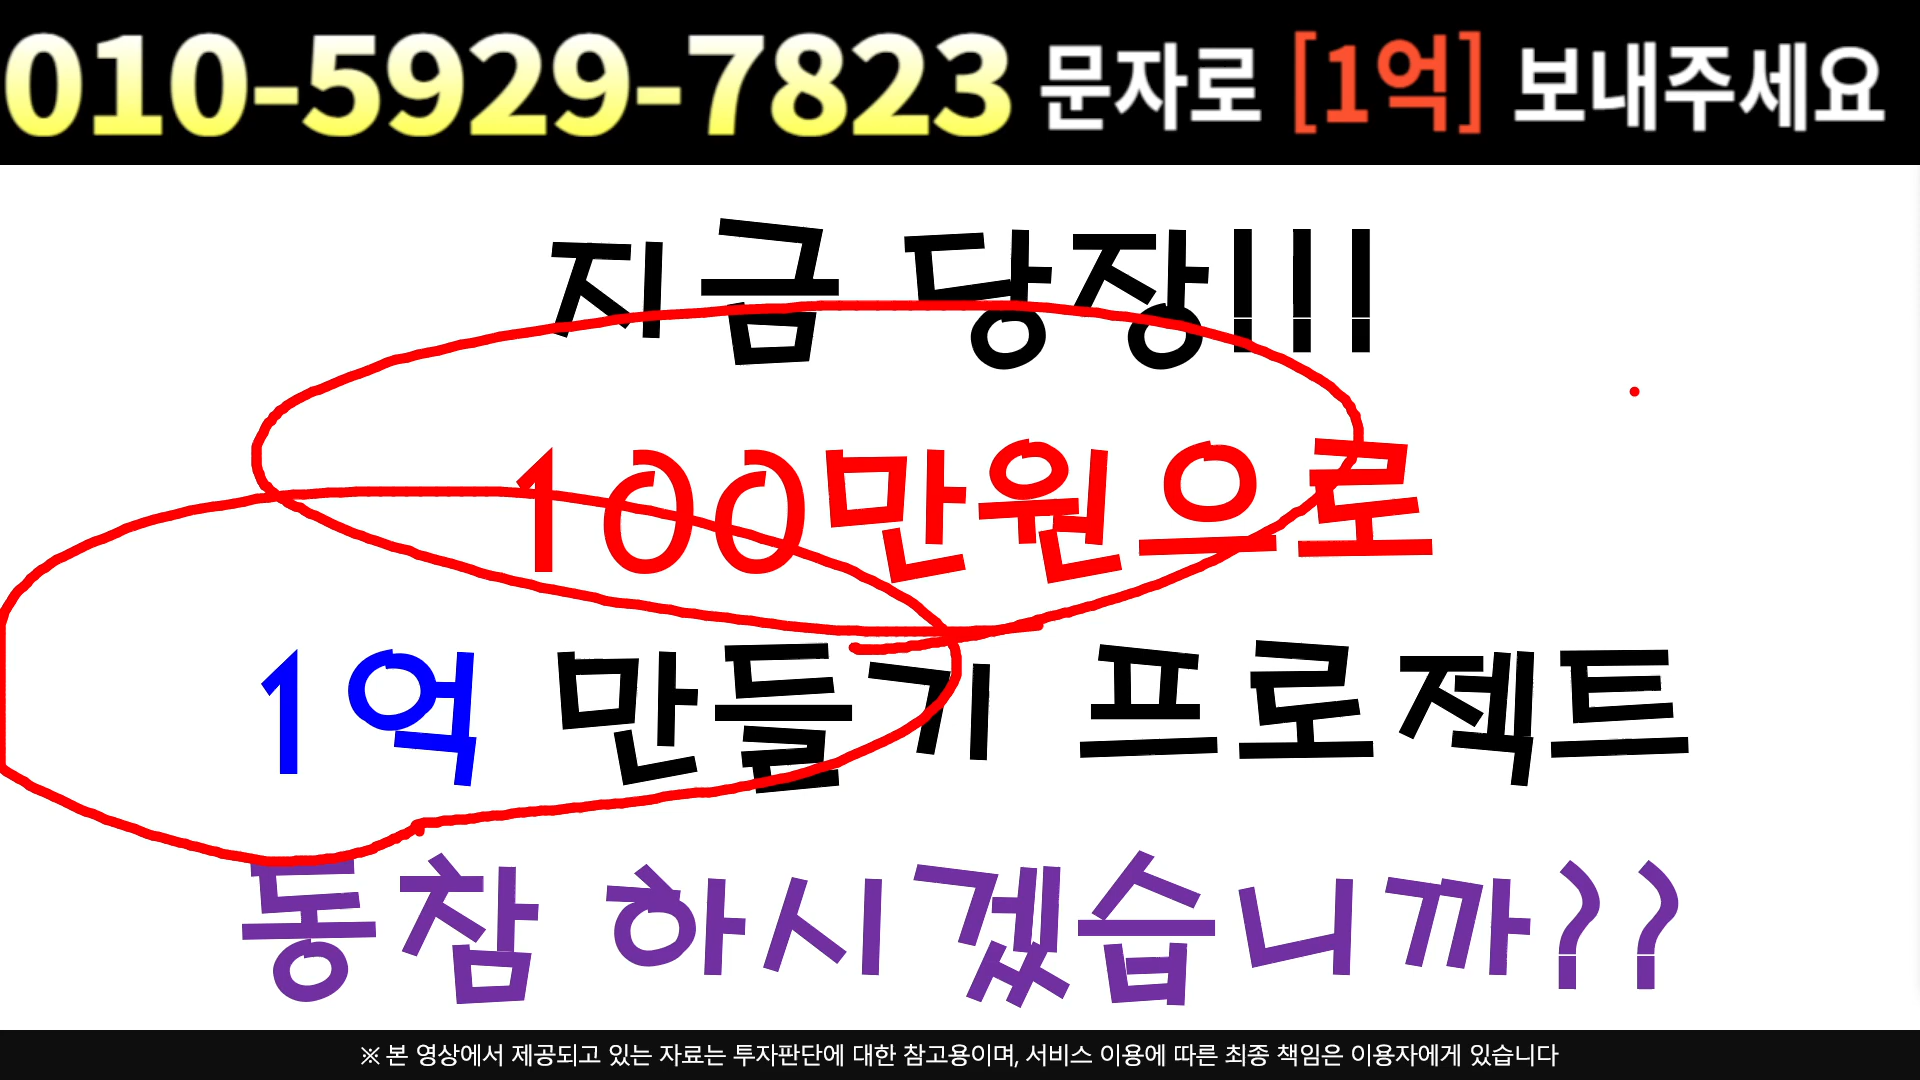 010-5929-7823 문자로 [1억] 보내주세요
지금 당장!!!
100만원으로
1억 만들기 프로젝트
동참 하시겠습니까??
※ 본 영상에서 제공되고 있는 자료는 투자판단에 대한 참고용이며, 서비스 이용에 따른 최종 책임은 이용자에게 있습니다